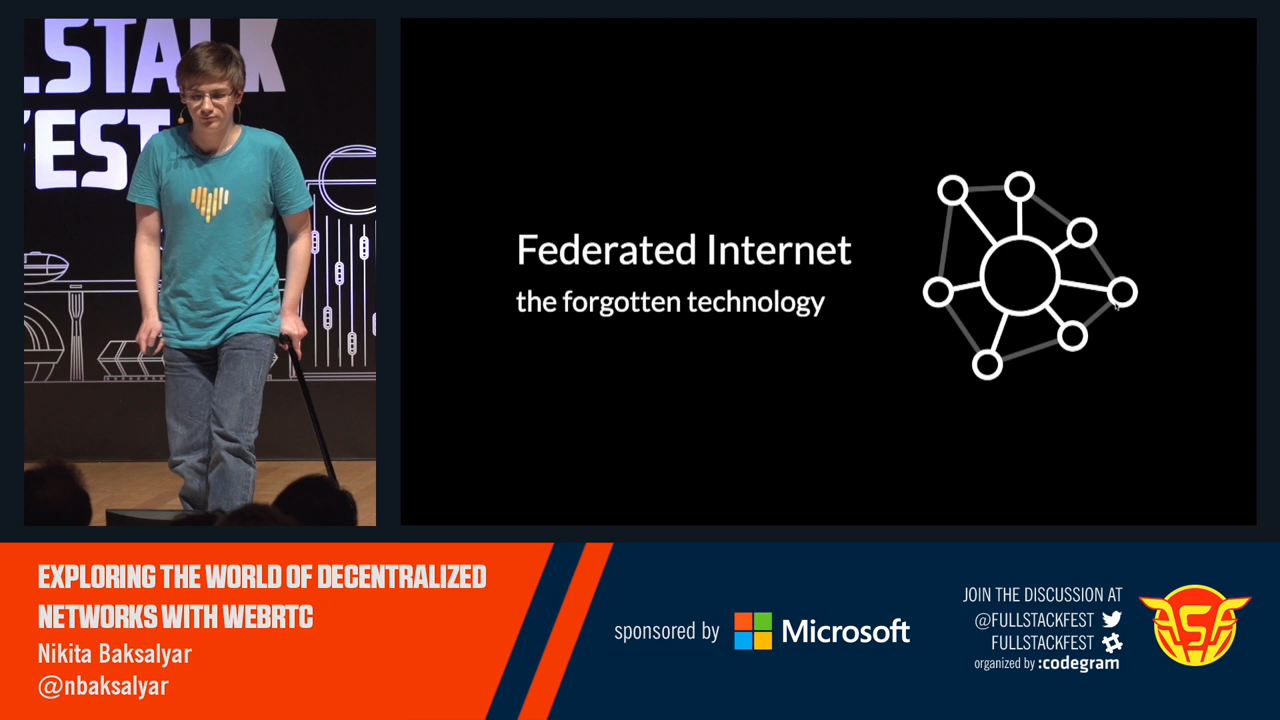 .STALK
FEST
Federated Internet
the forgotten technology
EXPLORING THE WORLD OF DECENTRALIZED
NETWORKS WITH WEBRTC
Nikita Baksalyar
@nbaksalyar
sponsored by Microsoft
JOIN THE DISCUSSION AT
@FULLSTACKFEST
FULLSTACKFEST
organized by :codegram
FSF